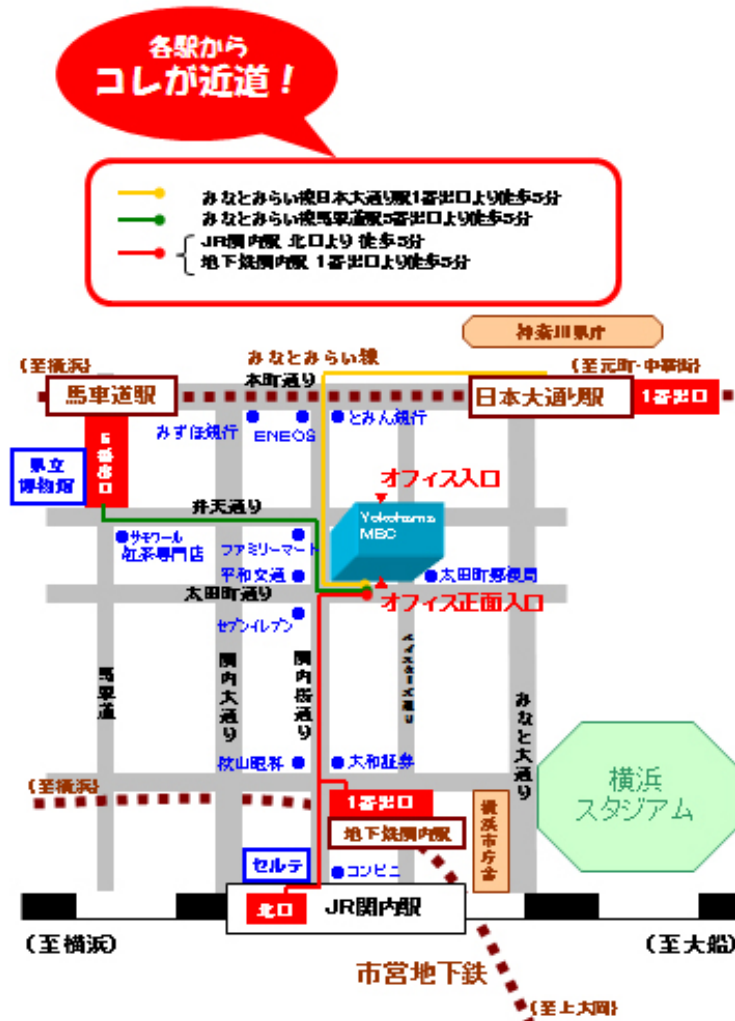 各駅から
コレが近道！
みなとみらい線日本大通り駅1番出口より徒歩5分
みなとみらい線馬車道駅5番出口より徒歩5分
JR関内駅 北口より 徒歩5分
地下鉄関内駅 1番出口より徒歩5分
神奈川県庁
(至横浜)
みなとみらい線
(至元町・中華街)
本町通り
馬車道駅
日本大通り駅
1番出口
みずほ銀行
ENEOS
とみん銀行
5番出口
県立
博物館
オフィス入口
弁天通り
Yokohama
MBC
サモワール
紅茶専門店
ファミリーマート
平和交通
太田町郵便局
太田町通り
オフィス正面入口
セブンイレブン
馬車道
関内大通り
関内桜通り
ベイスターズ通り
みなと大通り
秋山眼科
大和証券
横浜
スタジアム
(至横浜)
1番出口
地下鉄関内駅
横浜市庁舎
セルテ
コンビニ
北口
JR関内駅
(至横浜)
(至大船)
市営地下鉄
(至上大岡)